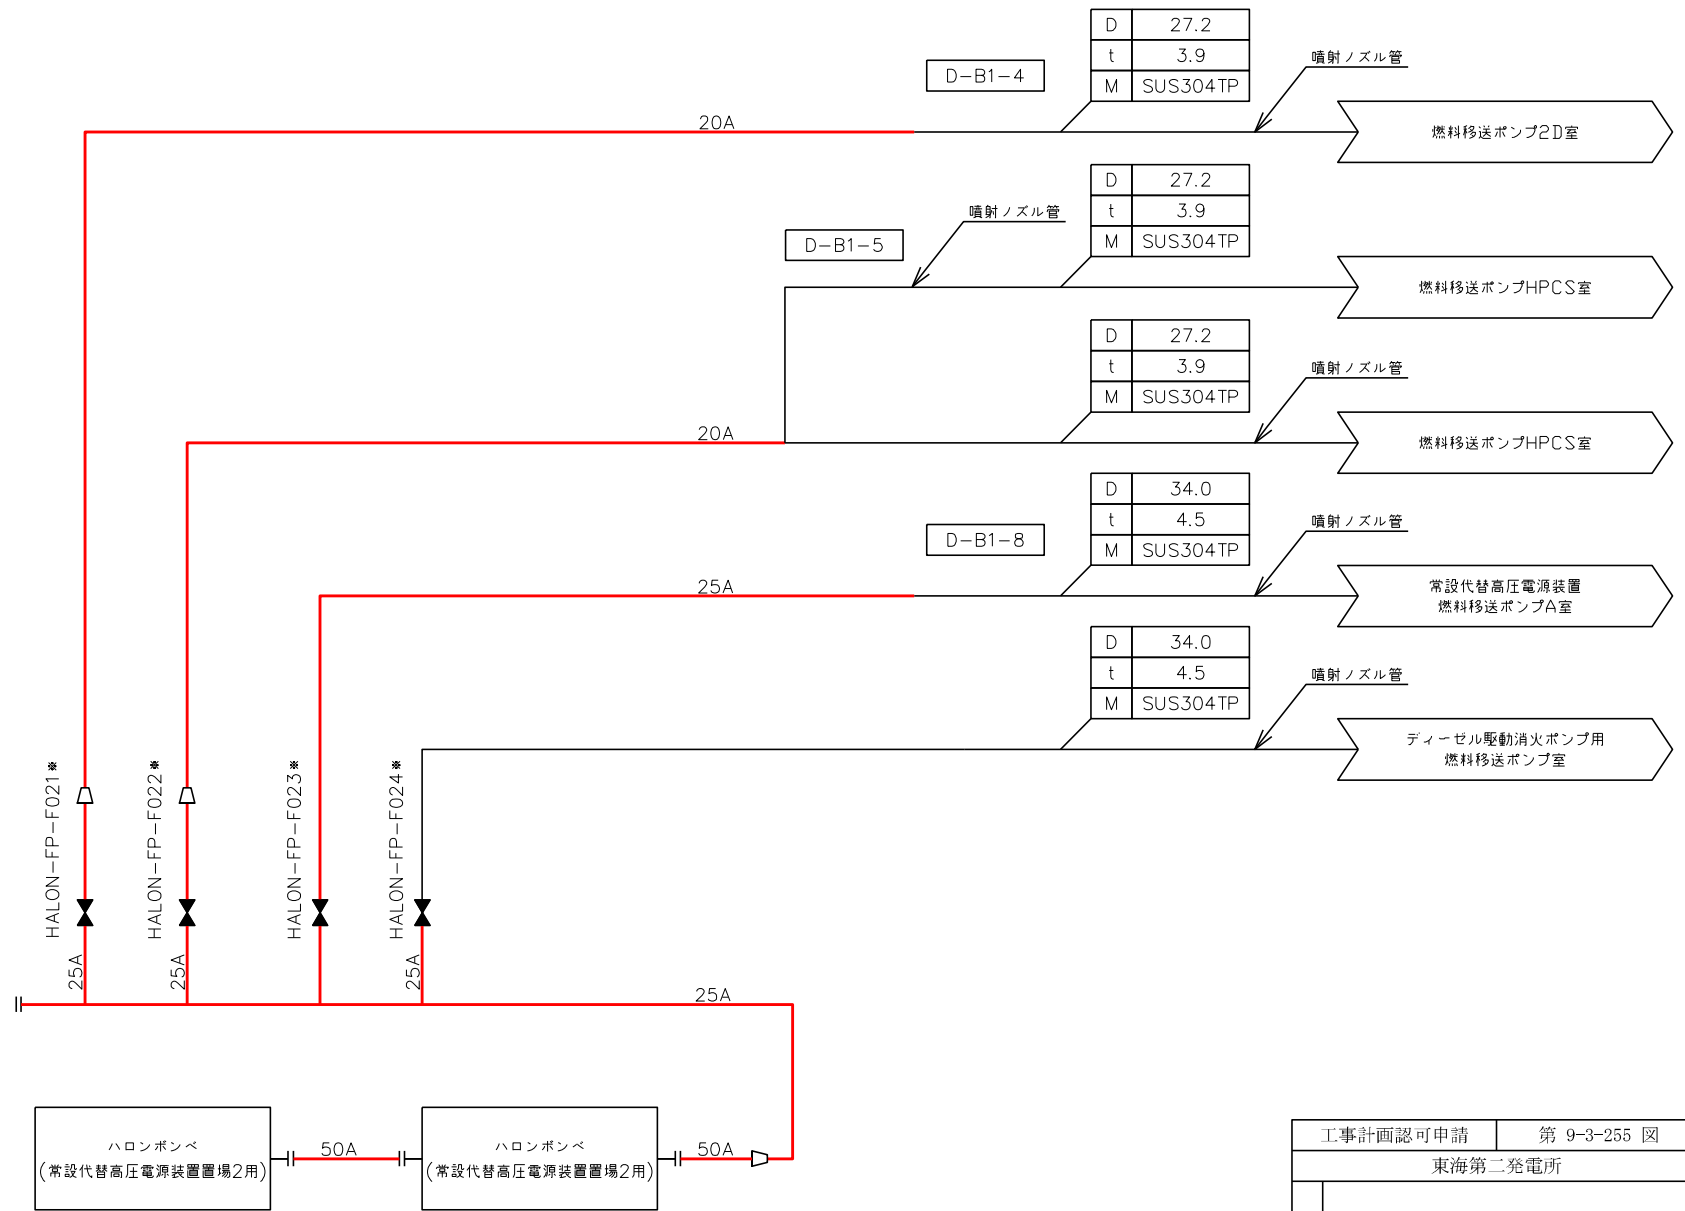 D 27.2
t 3.9
M SUS304TP
D-B1-4
噴射ノズル管
20A
燃料移送ポンプ2D室
D 27.2
t 3.9
M SUS304TP
噴射ノズル管
D-B1-5
燃料移送ポンプHPCS室
D 27.2
t 3.9
M SUS304TP
噴射ノズル管
20A
燃料移送ポンプHPCS室
D 34.0
t 4.5
M SUS304TP
D-B1-8
噴射ノズル管
25A
常設代替高圧電源装置
燃料移送ポンプA室
D 34.0
t 4.5
M SUS304TP
噴射ノズル管
ディーゼル駆動消火ポンプ用
燃料移送ポンプ室
HALON-FP-F021※
HALON-FP-F022※
HALON-FP-F023※
HALON-FP-F024※
25A
25A
25A
25A
ハロンボンベ
(常設代替高圧電源装置置場2用)
50A
ハロンボンベ
(常設代替高圧電源装置置場2用)
50A
工事計画認可申請 第 9-3-255 図
東海第二発電所